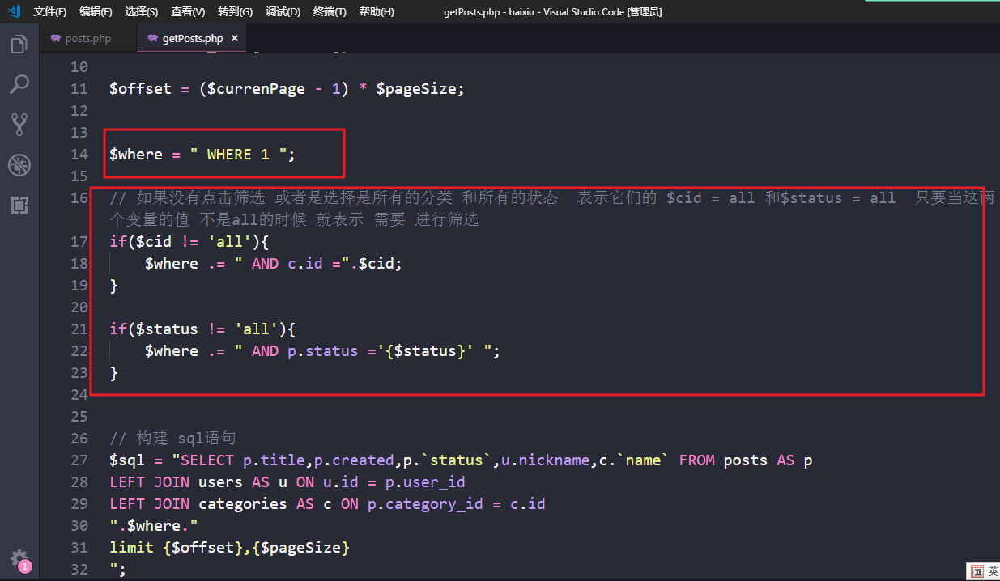 文件(F) 编辑(E) 选择(S) 查看(V) 转到(G) 调试(D) 终端(T) 帮助(H) getPosts.php - baixiu - Visual Studio Code [管理员]
posts.php getPosts.php ×
10
11 $offset = ($currenPage - 1) * $pageSize;
12
13
14 $where = " WHERE 1 ";
15
16 // 如果没有点击筛选 或者是选择是所有的分类 和所有的状态  表示它们的 $cid = all 和$status = all  只要当这两
个变量的值 不是all的时候 就表示 需要 进行筛选
17 if($cid != 'all'){
18     $where .= " AND c.id =".$cid;
19 }
20
21 if($status != 'all'){
22     $where .= " AND p.status ='{$status}' ";
23 }
24
25
26 // 构建 sql语句
27 $sql = "SELECT p.title,p.created,p.`status`,u.nickname,c.`name` FROM posts AS p
28 LEFT JOIN users AS u ON u.id = p.user_id
29 LEFT JOIN categories AS c ON p.category_id = c.id
30 ".$where."
31 limit {$offset},{$pageSize}
32 ";
1
五 英